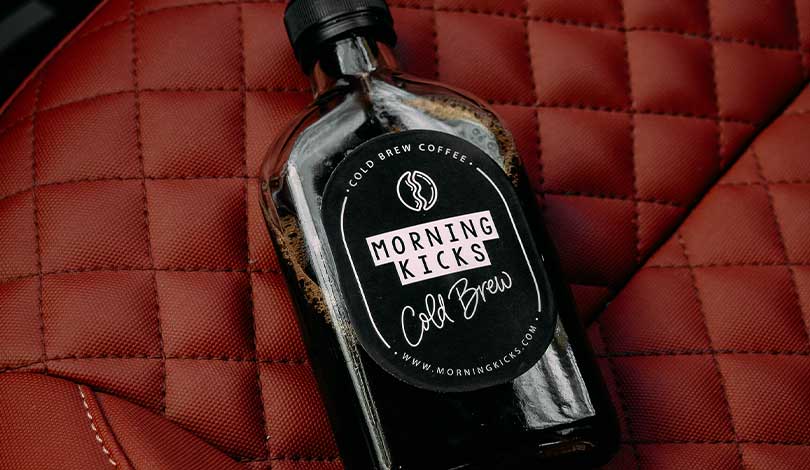 · COLD BREW COFFEE ·
MORNING
KICKS
Cold Brew
· WWW.MORNINGKICKS.COM ·